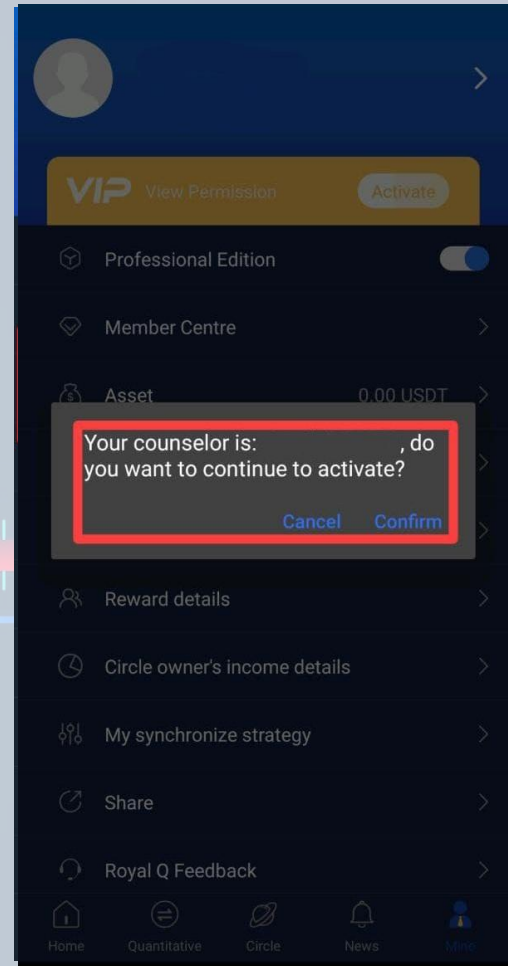 VIP View Permission Activate
Professional Edition
Member Centre
Asset 0.00 USDT
Your counselor is: , do
you want to continue to activate?
Cancel Confirm
Reward details
Circle owner's income details
My synchronize strategy
Share
Royal Q Feedback
Home Quantitative Circle News Mine